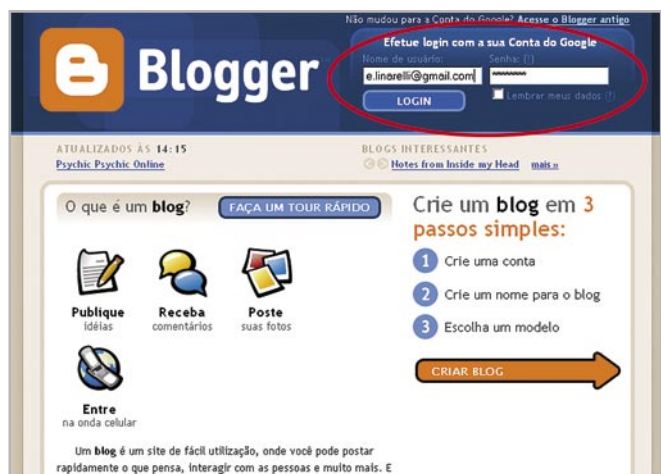 Não mudou para a Conta do Google? Acesse o Blogger antigo
Blogger
Efetue login com a sua Conta do Google
Nome de usuário:
Senha: (?)
e.linarelli@gmail.com
LOGIN
Lembrar meus dados (?)
ATUALIZADOS ÀS 14:15
Psychic Psychic Online
BLOGS INTERESSANTES
Notes from Inside my Head mais »
O que é um blog?
FAÇA UM TOUR RÁPIDO
Publique
idéias
Receba
comentários
Poste
suas fotos
Entre
na onda celular
Um blog é um site de fácil utilização, onde você pode postar
rapidamente o que pensa, interagir com as pessoas e muito mais. E
Crie um blog em 3
passos simples:
1 Crie uma conta
2 Crie um nome para o blog
3 Escolha um modelo
CRIAR BLOG